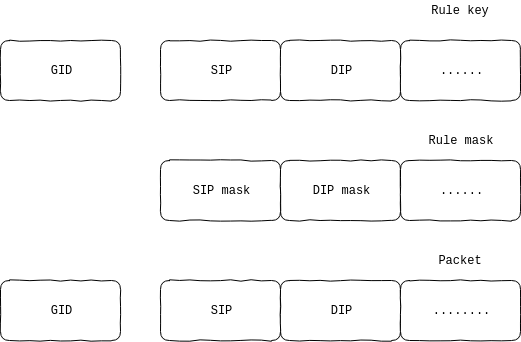 Rule key
GID SIP DIP ......
Rule mask
SIP mask DIP mask ......
Packet
GID SIP DIP ........